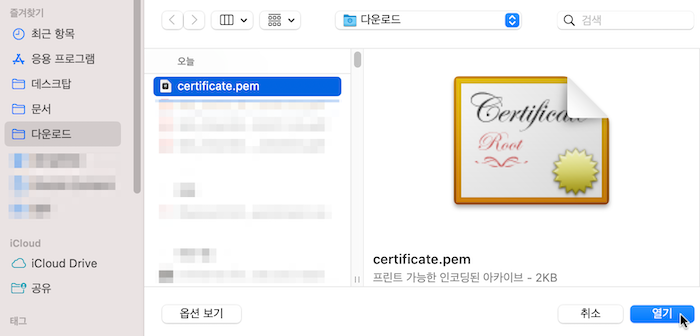 즐겨찾기
최근 항목
응용 프로그램
데스크탑
문서
다운로드
iCloud
iCloud Drive
공유
태그
다운로드
검색
오늘
certificate.pem
Certificate
Root
certificate.pem
프린트 가능한 인코딩된 아카이브 - 2KB
옵션 보기
취소
열기